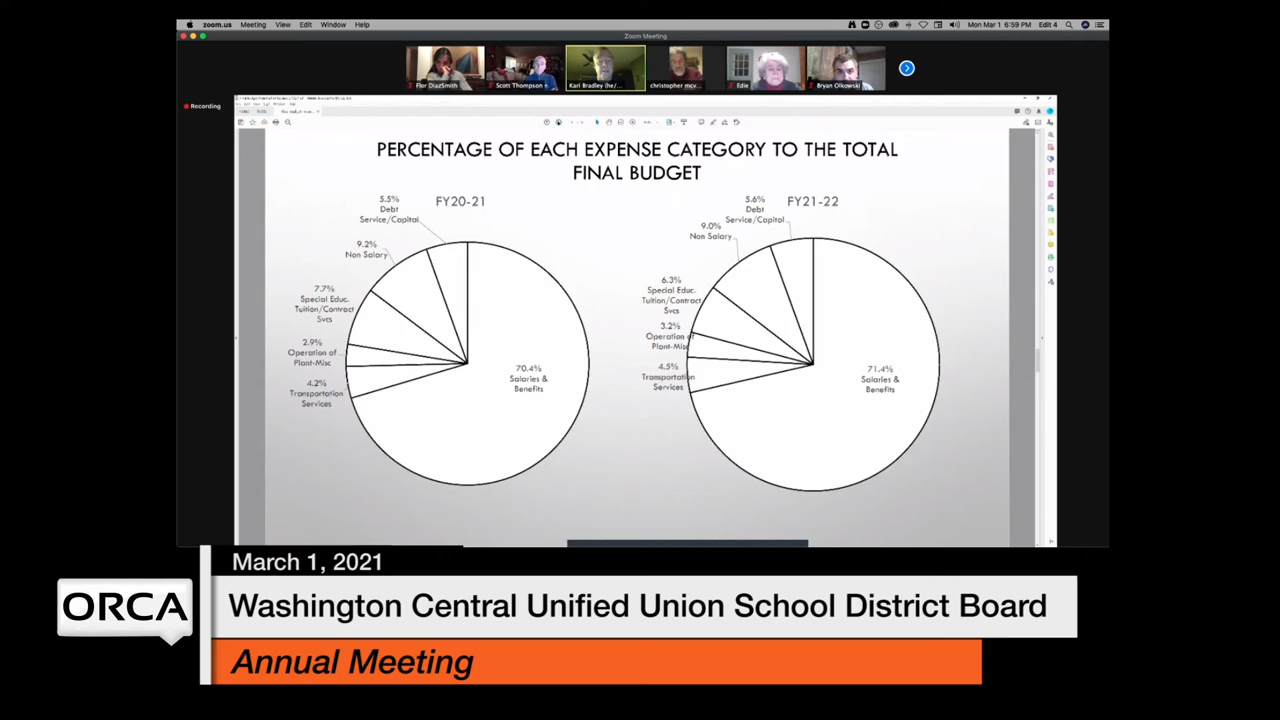 zoom.us Meeting View Edit Window Help
Mon Mar 1 6:59 PM Edit 4
Zoom Meeting
Flor DiazSmith
Scott Thompson
Kari Bradley (he/...
christopher mcv...
Edie
Bryan Olkowski
Recording
PERCENTAGE OF EACH EXPENSE CATEGORY TO THE TOTAL
FINAL BUDGET
FY20-21
5.5%
Debt
Service/Capital
9.2%
Non Salary
7.7%
Special Educ.
Tuition/Contract
Svcs
2.9%
Operation of
Plant-Misc
4.2%
Transportation
Services
70.4%
Salaries &
Benefits
FY21-22
5.6%
Debt
Service/Capital
9.0%
Non Salary
6.3%
Special Educ.
Tuition/Contract
Svcs
3.2%
Operation of
Plant-Misc
4.5%
Transportation
Services
71.4%
Salaries &
Benefits
March 1, 2021
ORCA
Washington Central Unified Union School District Board
Annual Meeting